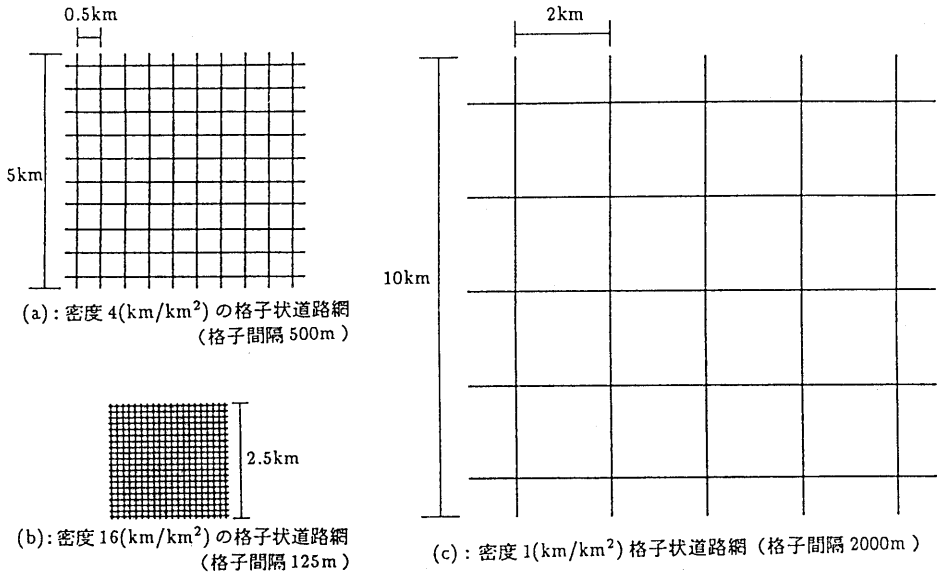 0.5km
5km
(a) : 密度 4(km/km²) の格子状道路網
(格子間隔 500m )
2.5km
(b) : 密度 16(km/km²) の格子状道路網
(格子間隔 125m)
2km
10km
(c) : 密度 1(km/km²) 格子状道路網 (格子間隔 2000m )